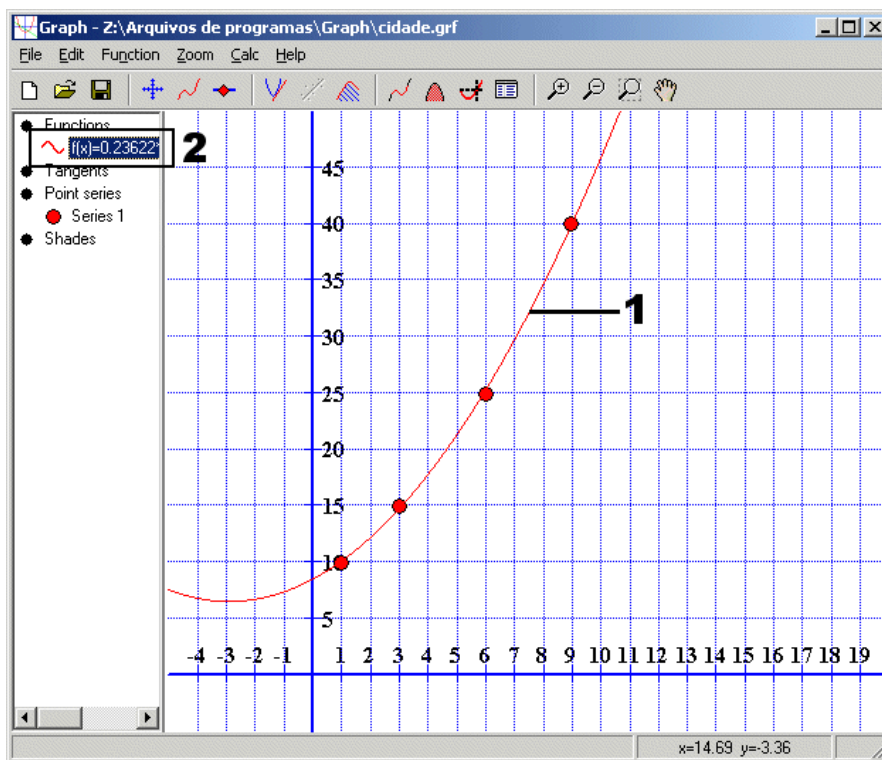 Graph - Z:\Arquivos de programas\Graph\cidade.grf
File Edit Function Zoom Calc Help
Functions
f(x)=0.23622*
2
Tangents
Point series
Series 1
Shades
45
40
35
1
30
25
20
15
10
5
-4 -3 -2 -1 1 2 3 4 5 6 7 8 9 10 11 12 13 14 15 16 17 18 19
x=14.69 y=-3.36